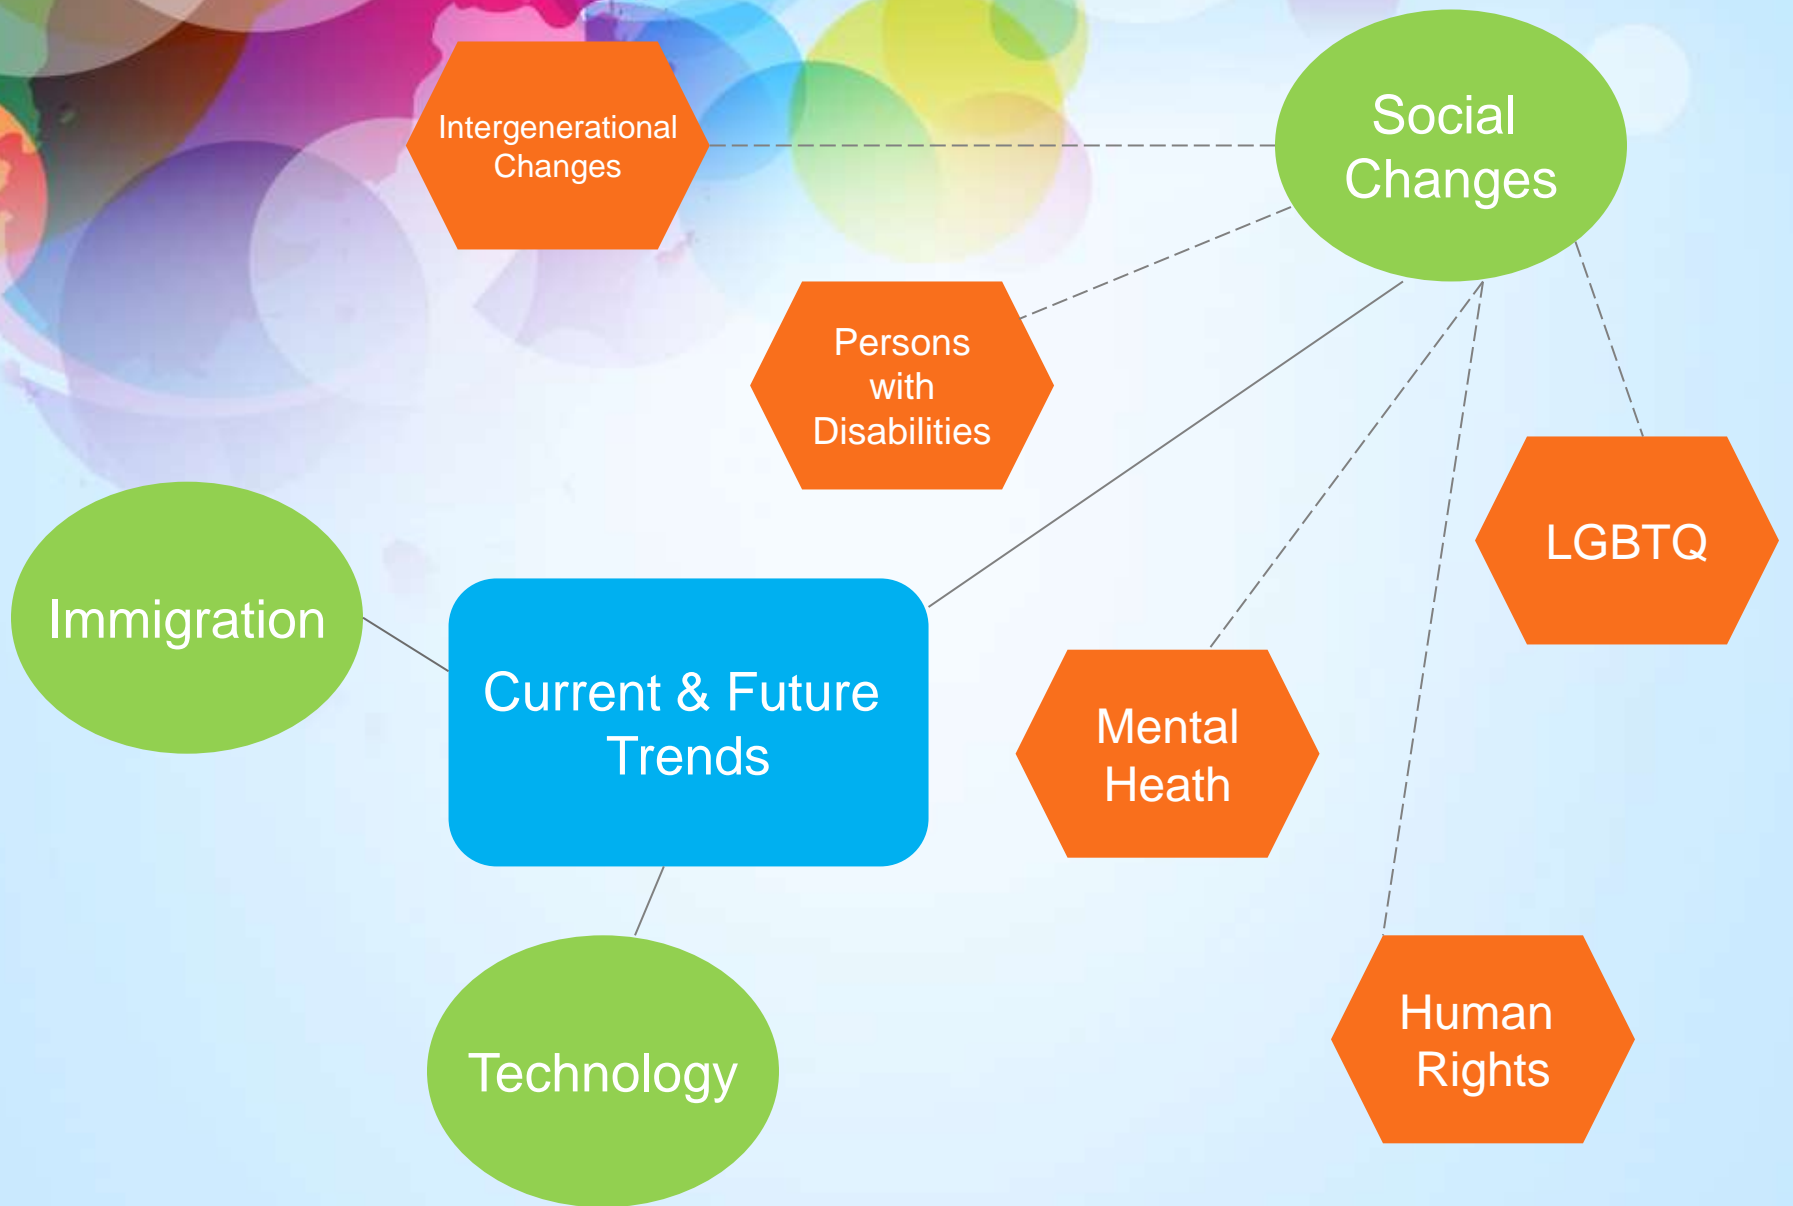 Intergenerational
Changes
Social
Changes
Persons
with
Disabilities
LGBTQ
Immigration
Current & Future
Trends
Mental
Heath
Technology
Human
Rights